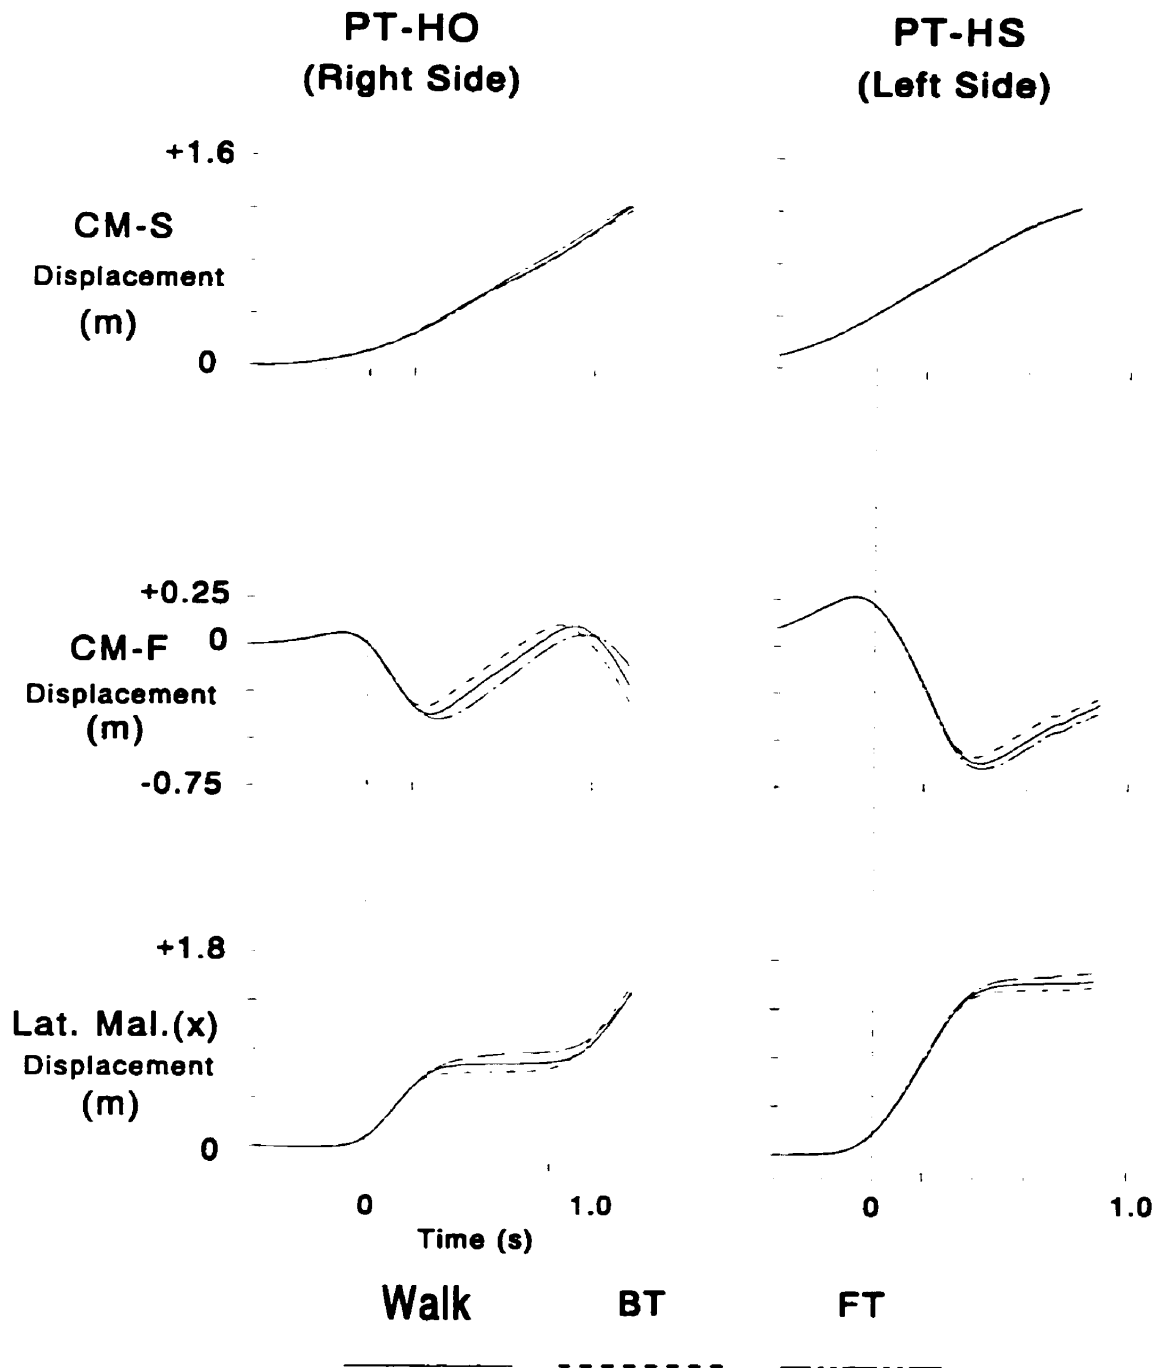 PT-HO
(Right Side)
PT-HS
(Left Side)
+1.6
CM-S
Displacement
(m)
0
+0.25
CM-F 0
Displacement
(m)
-0.75
+1.8
Lat. Mal.(x)
Displacement
(m)
0
0 1.0 0 1.0
Time (s)
Walk BT FT